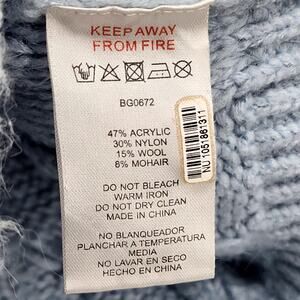 KEEP AWAY
FROM FIRE
BG0672
47% ACRYLIC
30% NYLON
15% WOOL
8% MOHAIR
DO NOT BLEACH
WARM IRON
DO NOT DRY CLEAN
MADE IN CHINA
NO BLANQUEADOR
PLANCHAR A TEMPERATURA
MEDIA
NO LAVAR EN SECO
HECHO EN CHINA
NU1051861311